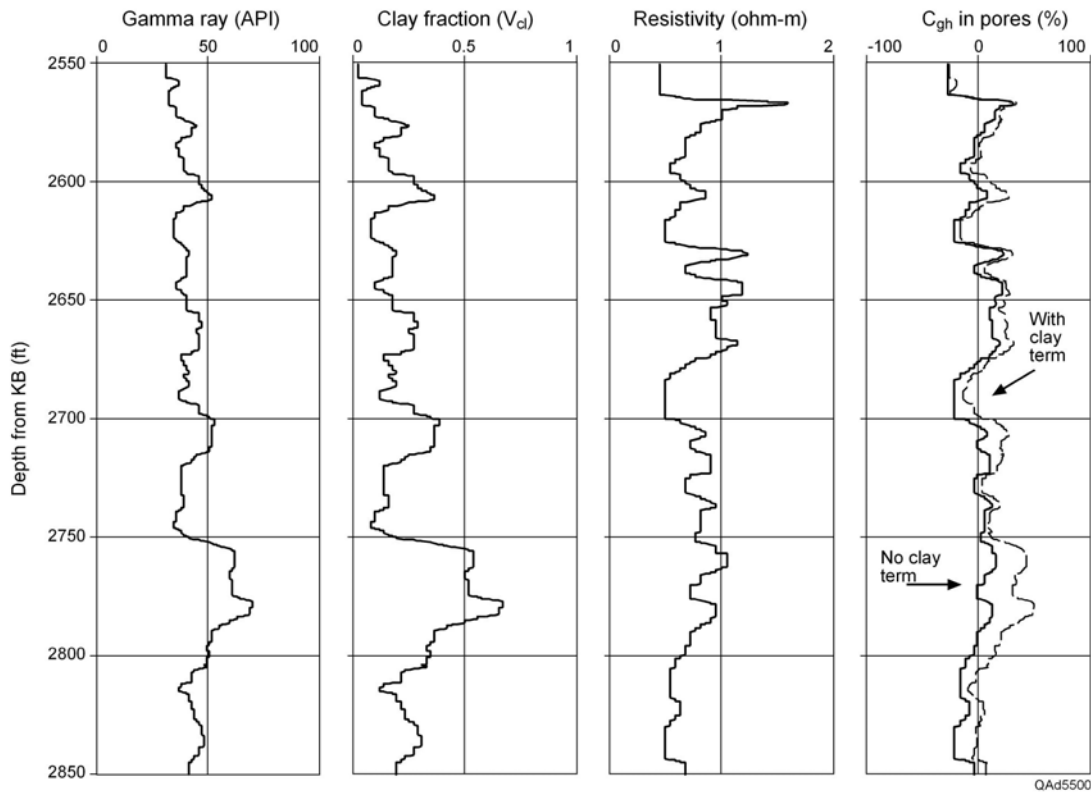 Gamma ray (API)
0 50 100
Clay fraction (Vcl)
0 0.5 1
Resistivity (ohm-m)
0 1 2
Cgh in pores (%)
-100 0 100
Depth from KB (ft)
2550
2600
2650
2700
2750
2800
2850
With
clay
term
No clay
term
QAd5500